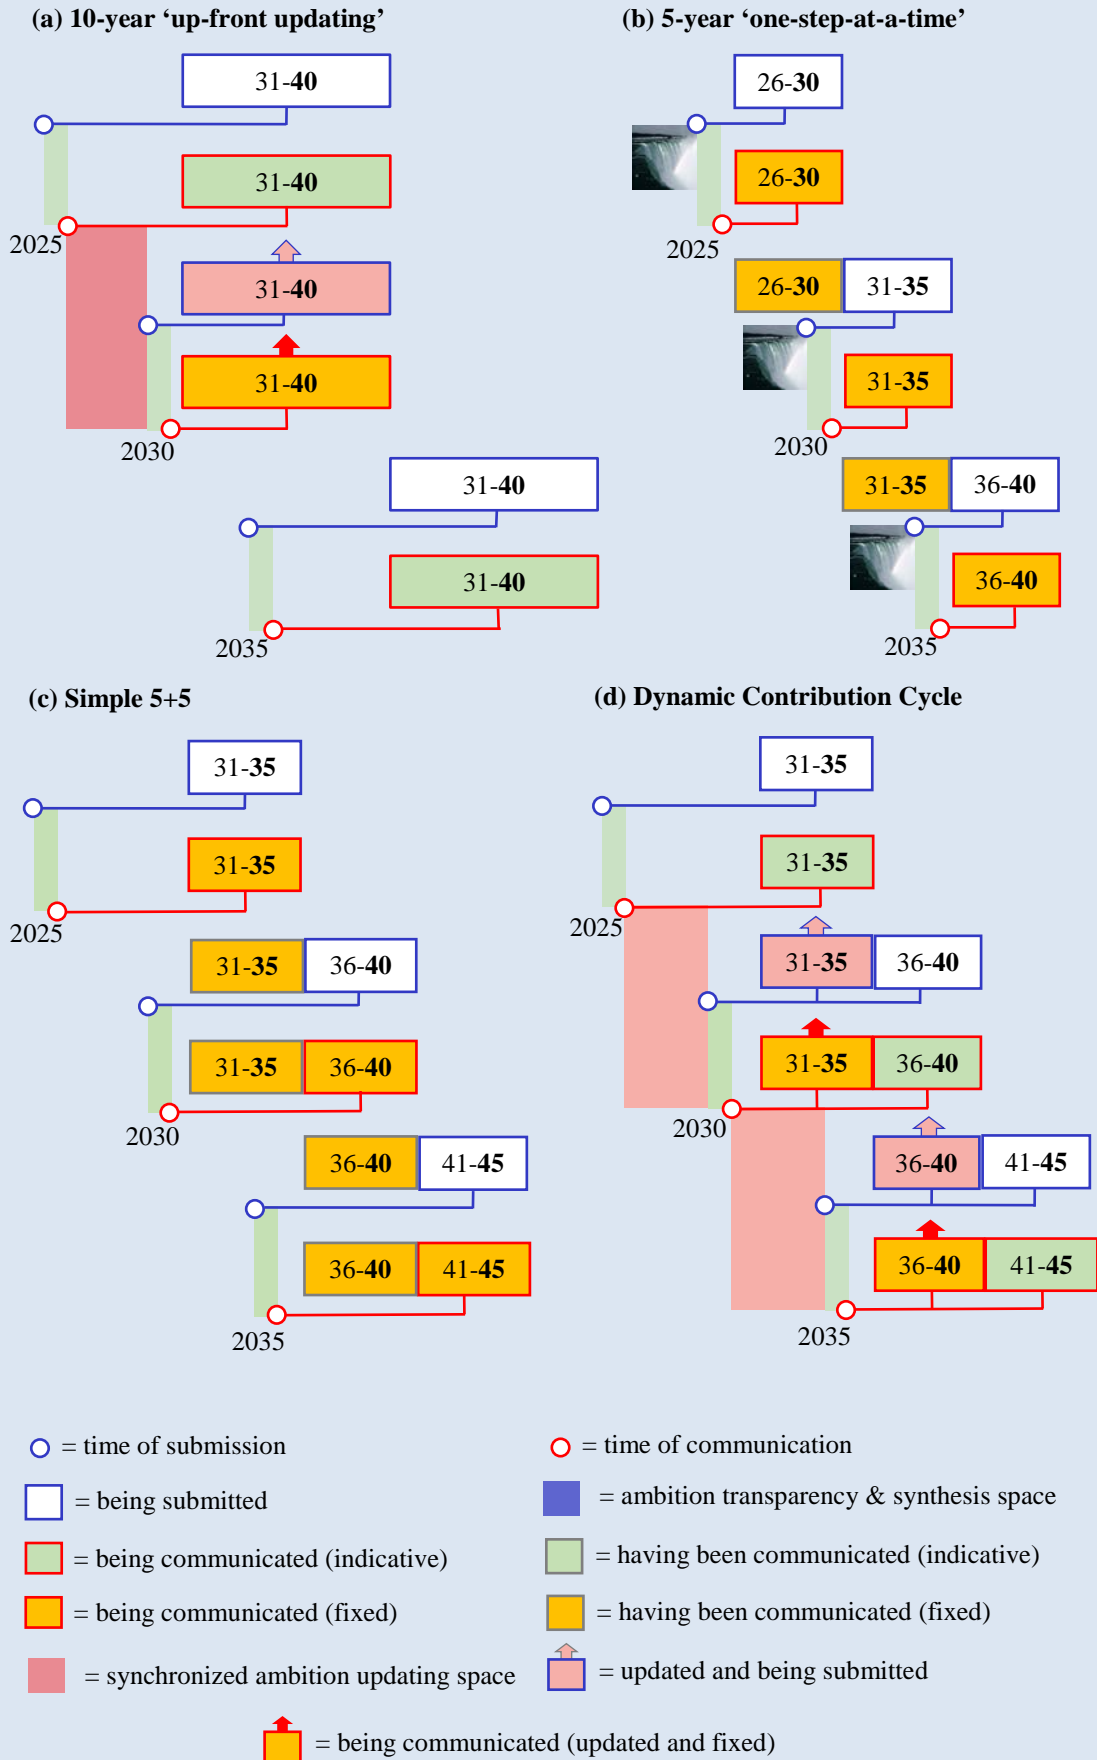 (a) 10-year ‘up-front updating’
31-40
31-40
2025
31-40
31-40
2030
31-40
31-40
2035
(b) 5-year ‘one-step-at-a-time’
26-30
26-30
2025
26-30 31-35
31-35
2030
31-35 36-40
36-40
2035
(c) Simple 5+5
31-35
31-35
2025
31-35 36-40
31-35 36-40
2030
36-40 41-45
36-40 41-45
2035
(d) Dynamic Contribution Cycle
31-35
31-35
2025
31-35 36-40
31-35 36-40
2030
36-40 41-45
36-40 41-45
2035
= time of submission
= time of communication
= being submitted
= ambition transparency & synthesis space
= being communicated (indicative)
= having been communicated (indicative)
= being communicated (fixed)
= having been communicated (fixed)
= synchronized ambition updating space
= updated and being submitted
= being communicated (updated and fixed)